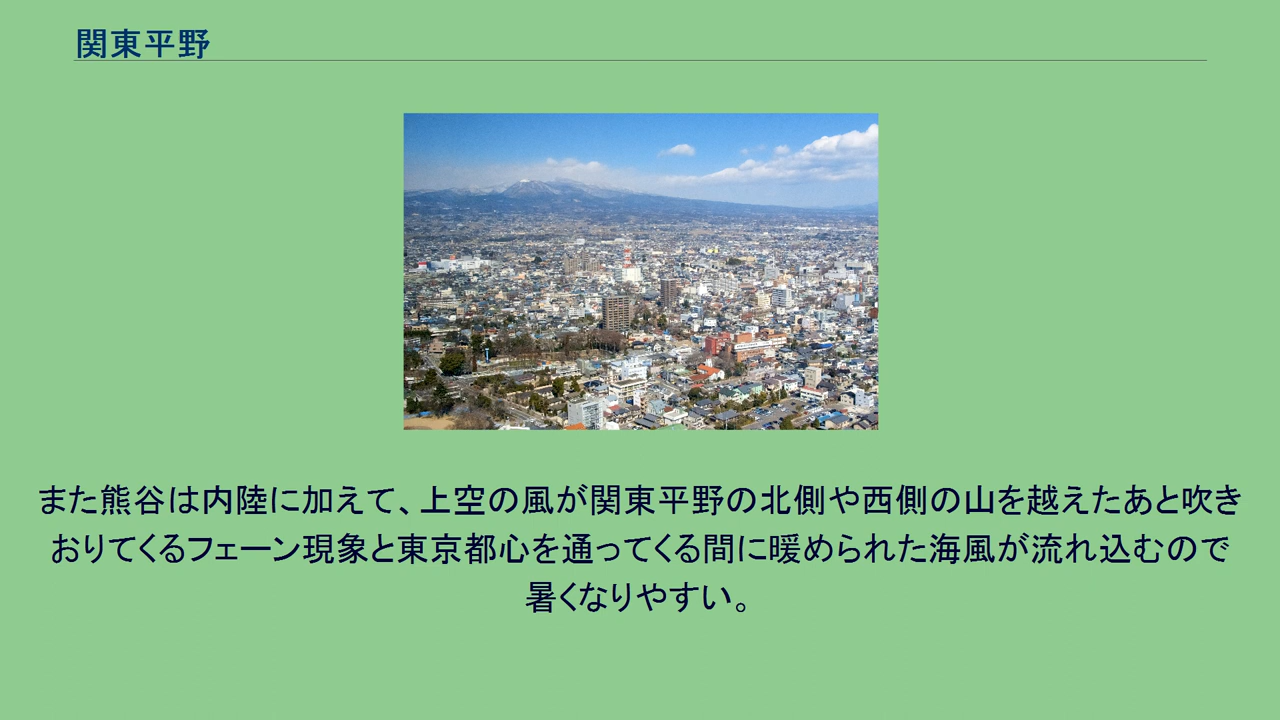 関東平野
また熊谷は内陸に加えて、上空の風が関東平野の北側や西側の山を越えたあと吹き
おりてくるフェーン現象と東京都心を通ってくる間に暖められた海風が流れ込むので
暑くなりやすい。